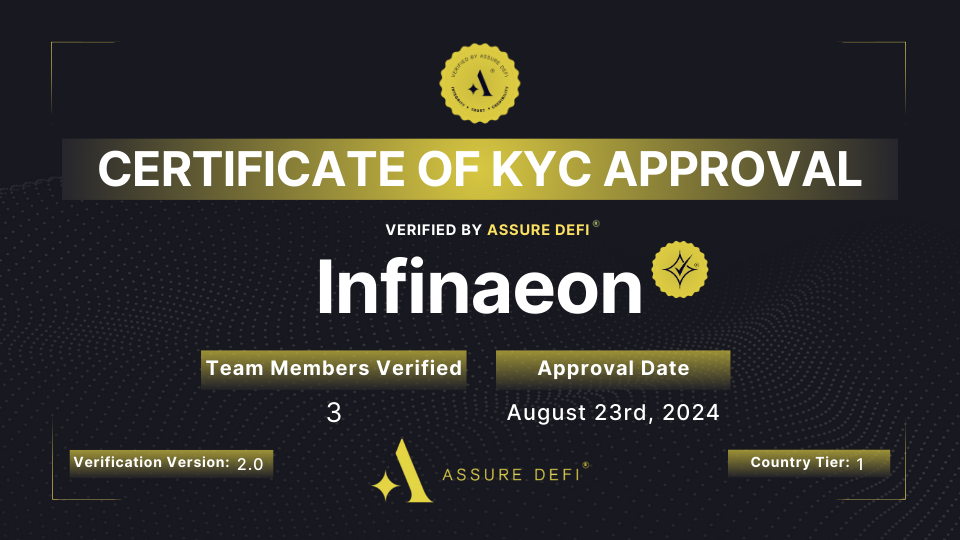 VERIFIED BY ASSURE DEFI
®
INTEGRITY • TRUST • CREDIBILITY
CERTIFICATE OF KYC APPROVAL
VERIFIED BY ASSURE DEFI®
Infinaeon
Team Members Verified
Approval Date
3
August 23rd, 2024
Verification Version: 2.0
ASSURE DEFI®
Country Tier: 1